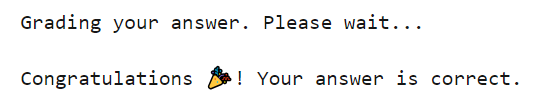 Grading your answer. Please wait...
Congratulations 🎉! Your answer is correct.